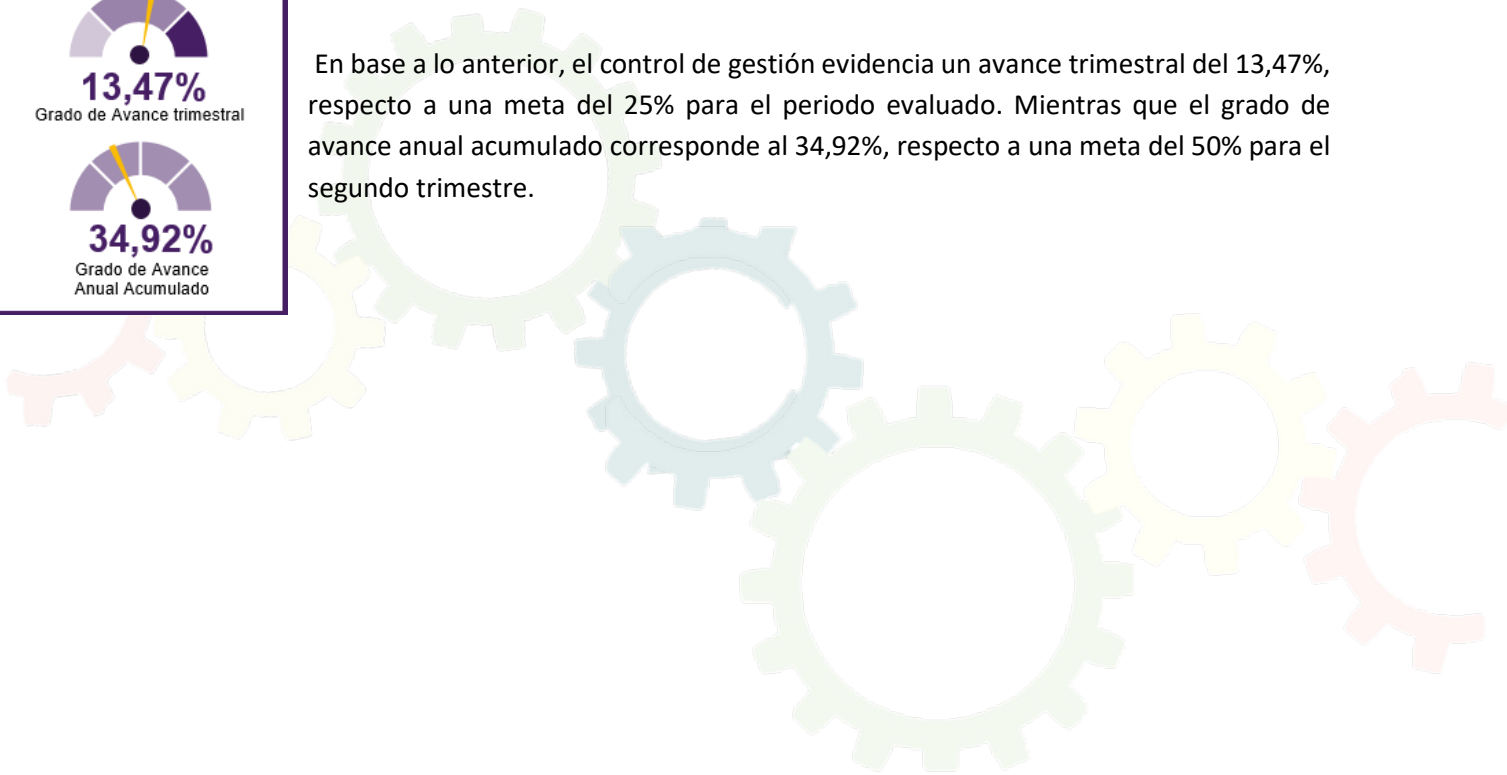 13,47%
Grado de Avance trimestral
34,92%
Grado de Avance
Anual Acumulado
En base a lo anterior, el control de gestión evidencia un avance trimestral del 13,47%,
respecto a una meta del 25% para el periodo evaluado. Mientras que el grado de
avance anual acumulado corresponde al 34,92%, respecto a una meta del 50% para el
segundo trimestre.